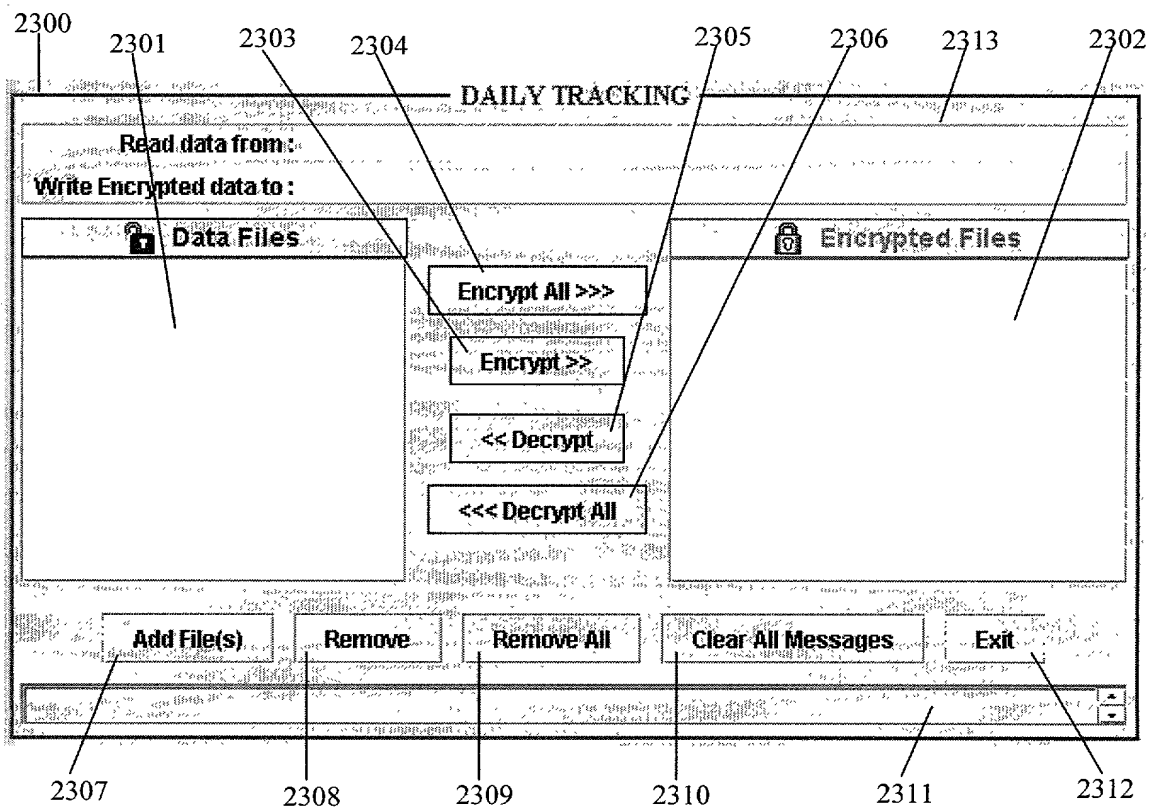 2300 2301 2303 2304 2305 2306 2313 2302
DAILY TRACKING
Read data from :
Write Encrypted data to :
Data Files
Encrypted Files
Encrypt All >>>
Encrypt >>
<< Decrypt
<<< Decrypt All
Add File(s) Remove Remove All Clear All Messages Exit
2307 2308 2309 2310 2311 2312